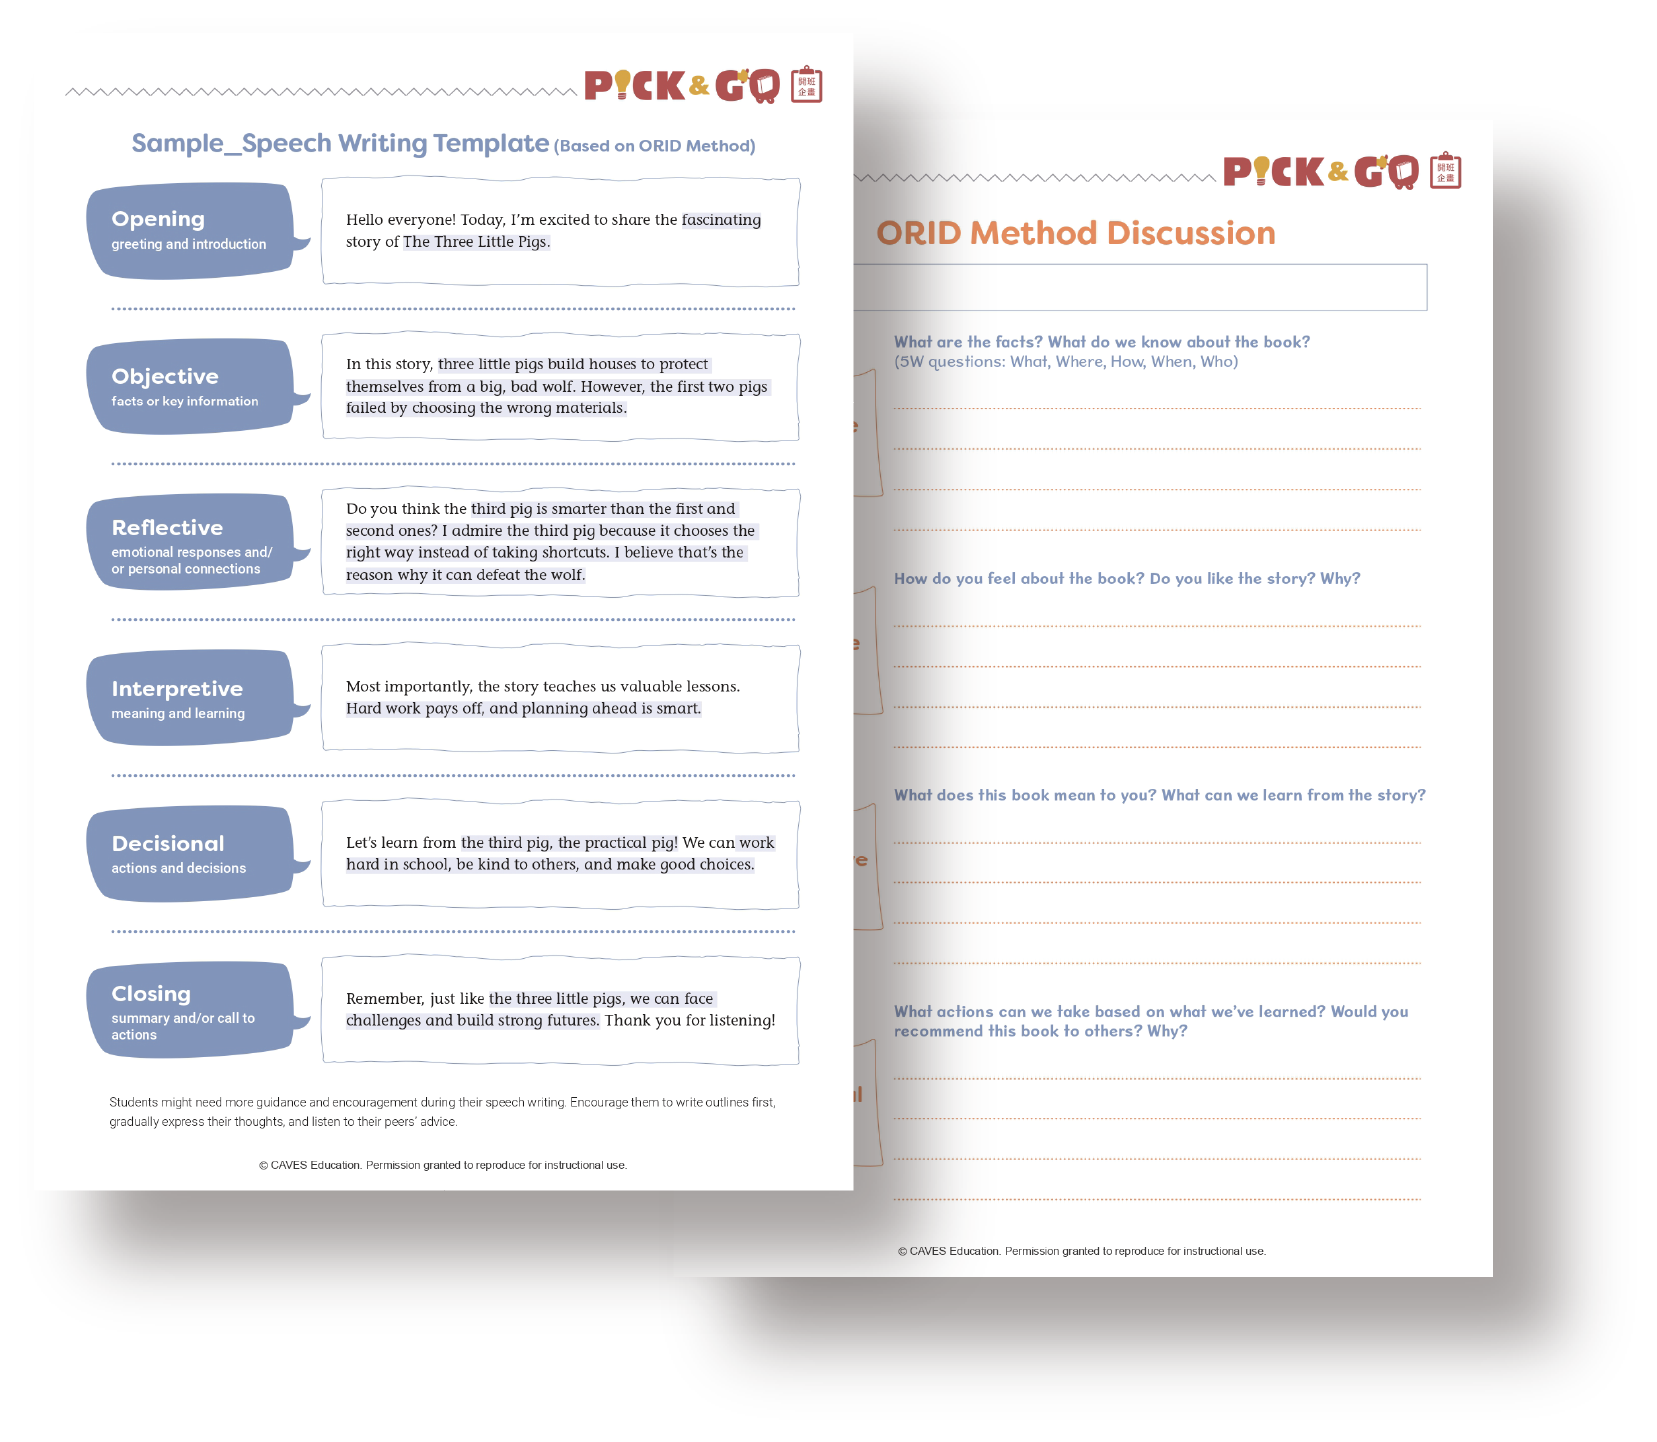 PICK & GO 開班
企畫
Sample_Speech Writing Template (Based on ORID Method)
Opening
greeting and introduction
Hello everyone! Today, I'm excited to share the fascinating
story of The Three Little Pigs.
Objective
facts or key information
In this story, three little pigs build houses to protect
themselves from a big, bad wolf. However, the first two pigs
failed by choosing the wrong materials.
Reflective
emotional responses and/
or personal connections
Do you think the third pig is smarter than the first and
second ones? I admire the third pig because it chooses the
right way instead of taking shortcuts. I believe that's the
reason why it can defeat the wolf.
Interpretive
meaning and learning
Most importantly, the story teaches us valuable lessons.
Hard work pays off, and planning ahead is smart.
Decisional
actions and decisions
Let's learn from the third pig, the practical pig! We can work
hard in school, be kind to others, and make good choices.
Closing
summary and/or call to
actions
Remember, just like the three little pigs, we can face
challenges and build strong futures. Thank you for listening!
Students might need more guidance and encouragement during their speech writing. Encourage them to write outlines first,
gradually express their thoughts, and listen to their peers' advice.
© CAVES Education. Permission granted to reproduce for instructional use.
PICK & GO 開班
企畫
ORID Method Discussion
What are the facts? What do we know about the book?
(5W questions: What, Where, How, When, Who)
How do you feel about the book? Do you like the story? Why?
What does this book mean to you? What can we learn from the story?
What actions can we take based on what we've learned? Would you
recommend this book to others? Why?
© CAVES Education. Permission granted to reproduce for instructional use.